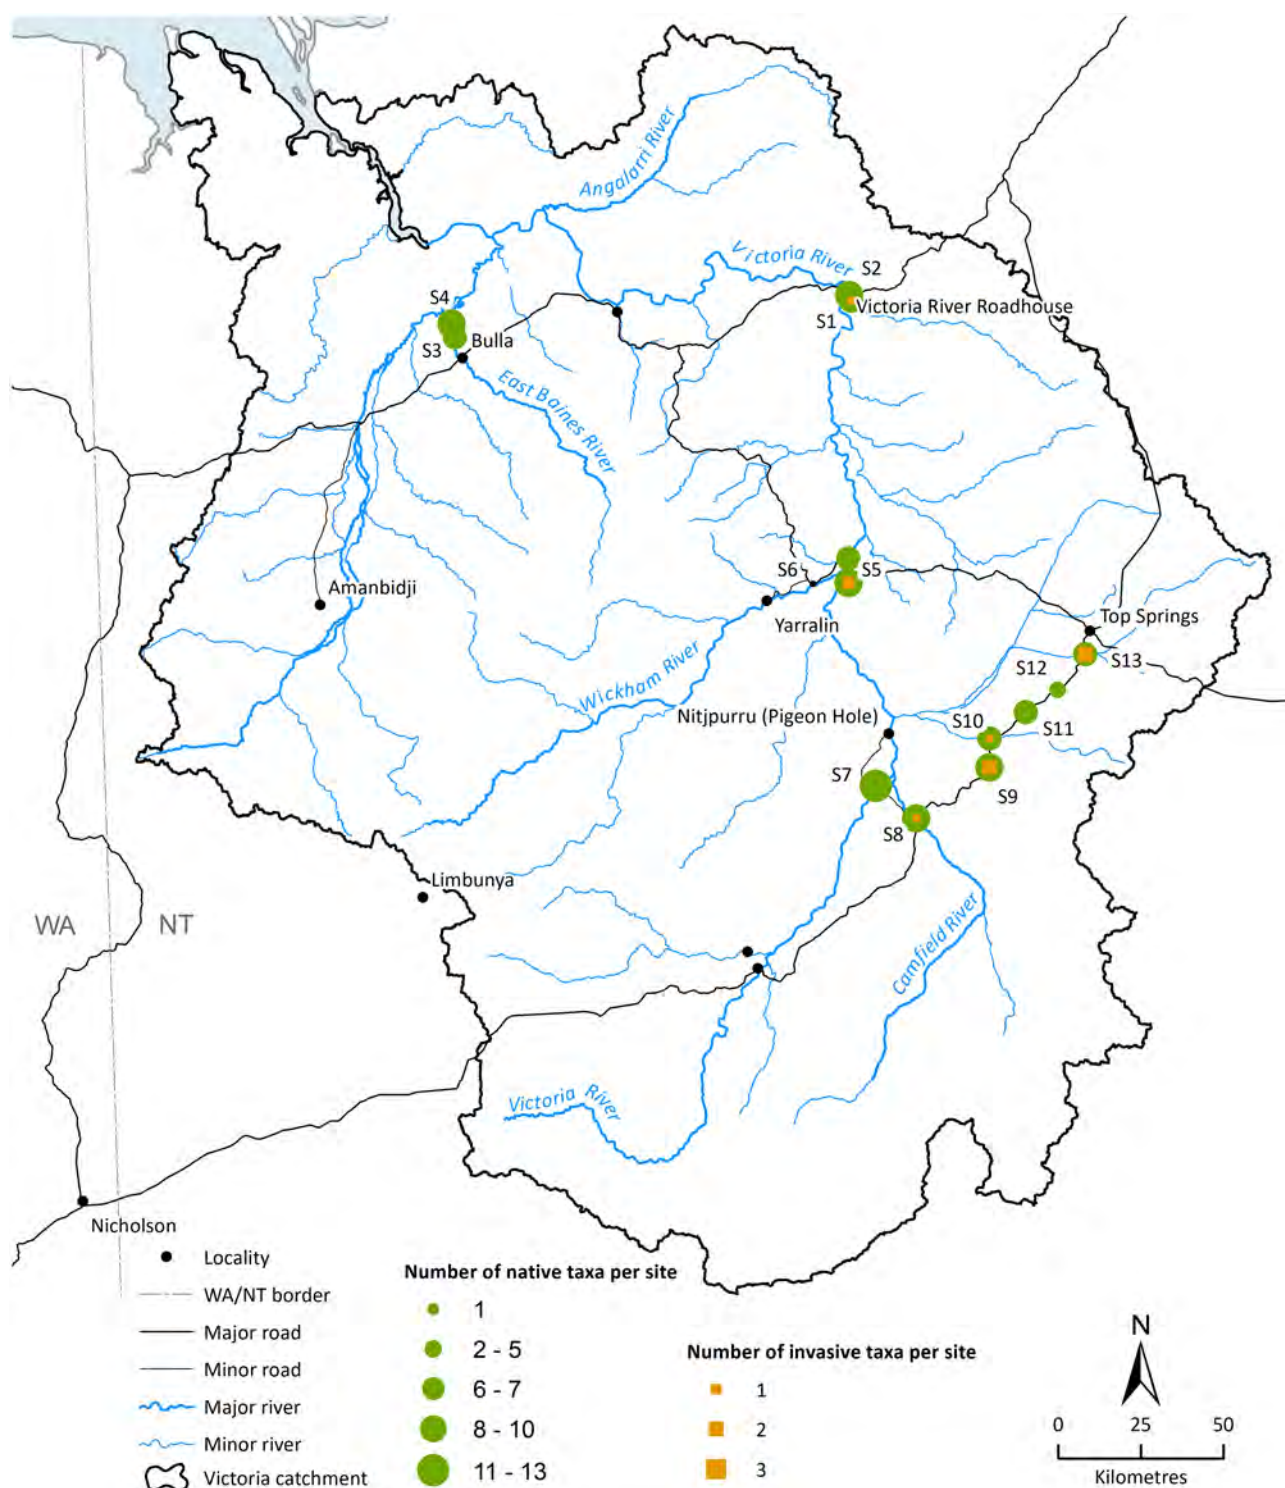 Angalarri River
Victoria River
S2
Victoria River Roadhouse
S1
S4
S3
Bulla
East Baines River
S6
S5
Amanbidji
Yarralin
Top Springs
S12
S13
Wickham River
Nitjpurru (Pigeon Hole)
S10
S11
S7
S9
S8
Limbunya
WA
NT
Camfield River
Victoria River
Nicholson
Locality
WA/NT border
Major road
Minor road
Major river
Minor river
Victoria catchment
Number of native taxa per site
1
2 - 5
6 - 7
8 - 10
11 - 13
Number of invasive taxa per site
1
2
3
N
0 25 50
Kilometres